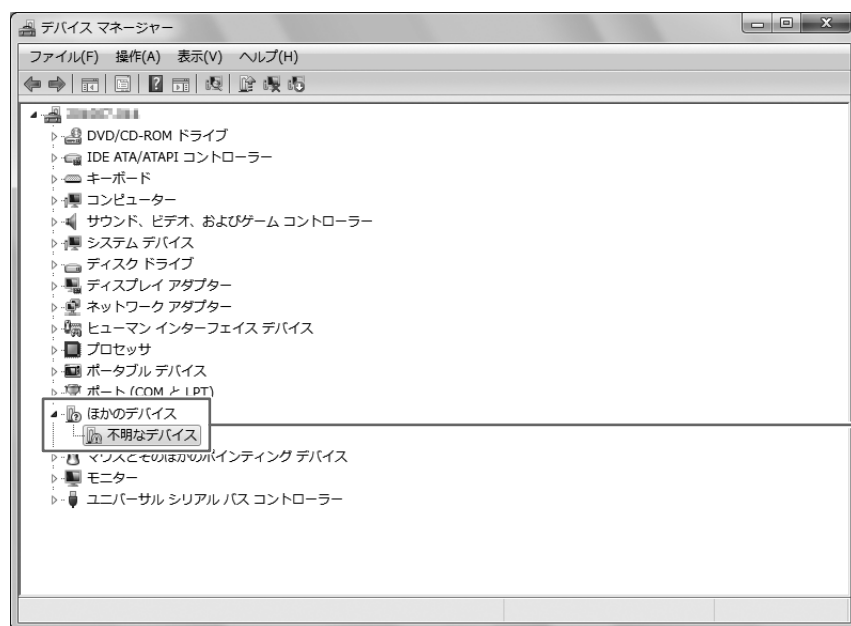 デバイス マネージャー
ファイル(F) 操作(A) 表示(V) ヘルプ(H)
DVD/CD-ROM ドライブ
IDE ATA/ATAPI コントローラー
キーボード
コンピューター
サウンド、ビデオ、およびゲーム コントローラー
システム デバイス
ディスク ドライブ
ディスプレイ アダプター
ネットワーク アダプター
ヒューマン インターフェイス デバイス
プロセッサ
ポータブル デバイス
ポート (COM と LPT)
ほかのデバイス
不明なデバイス
マウスとそのほかのポインティング デバイス
モニター
ユニバーサル シリアル バス コントローラー